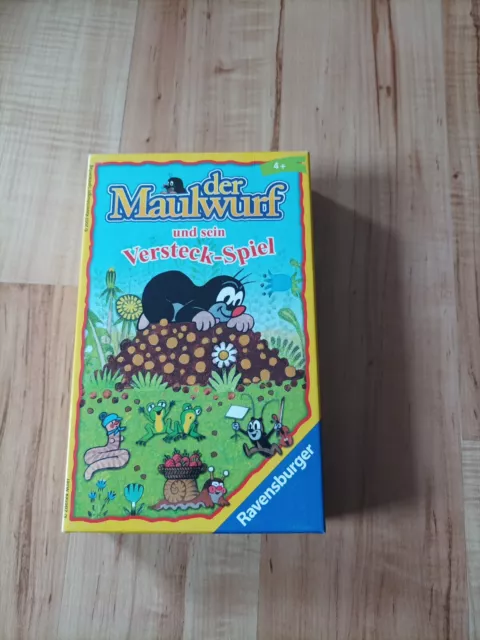 4+
der
Maulwurf
und sein
Versteck-Spiel
Ravensburger